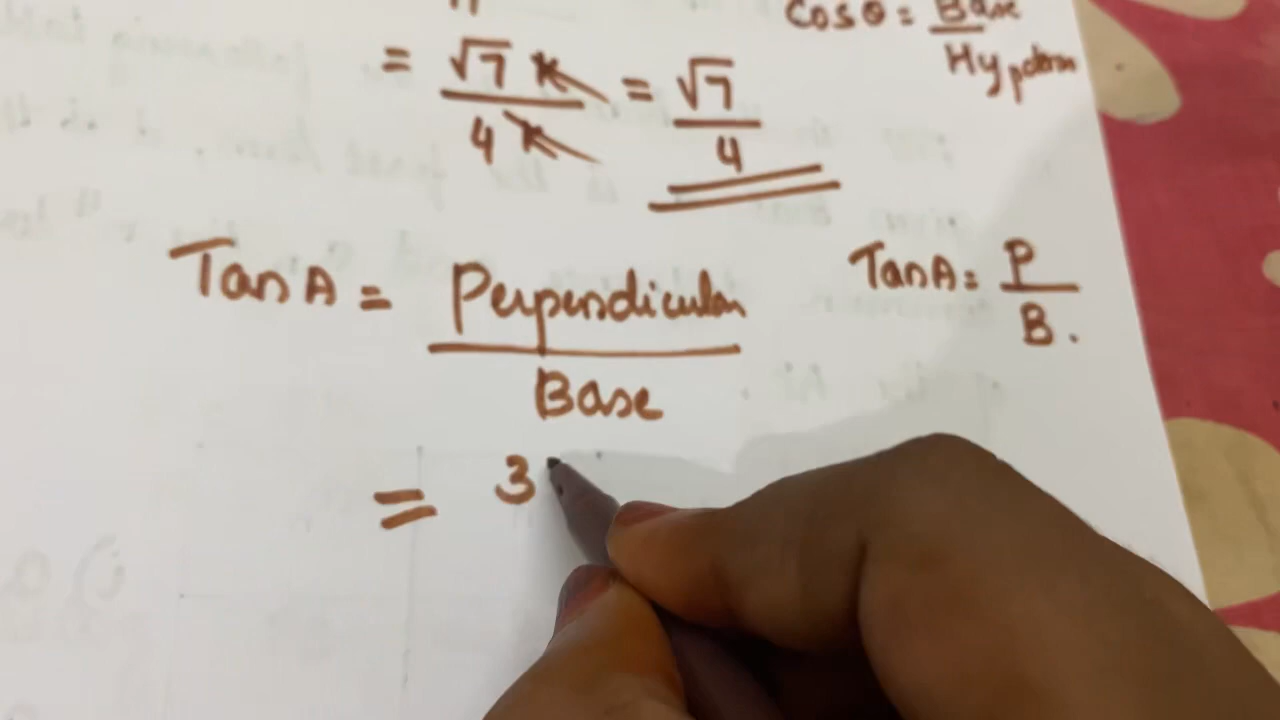 Cosθ = Base / Hypoten
= √7 k / 4 k = √7 / 4
Tan A = Perpendicular / Base
Tan A = P / B.
= 3